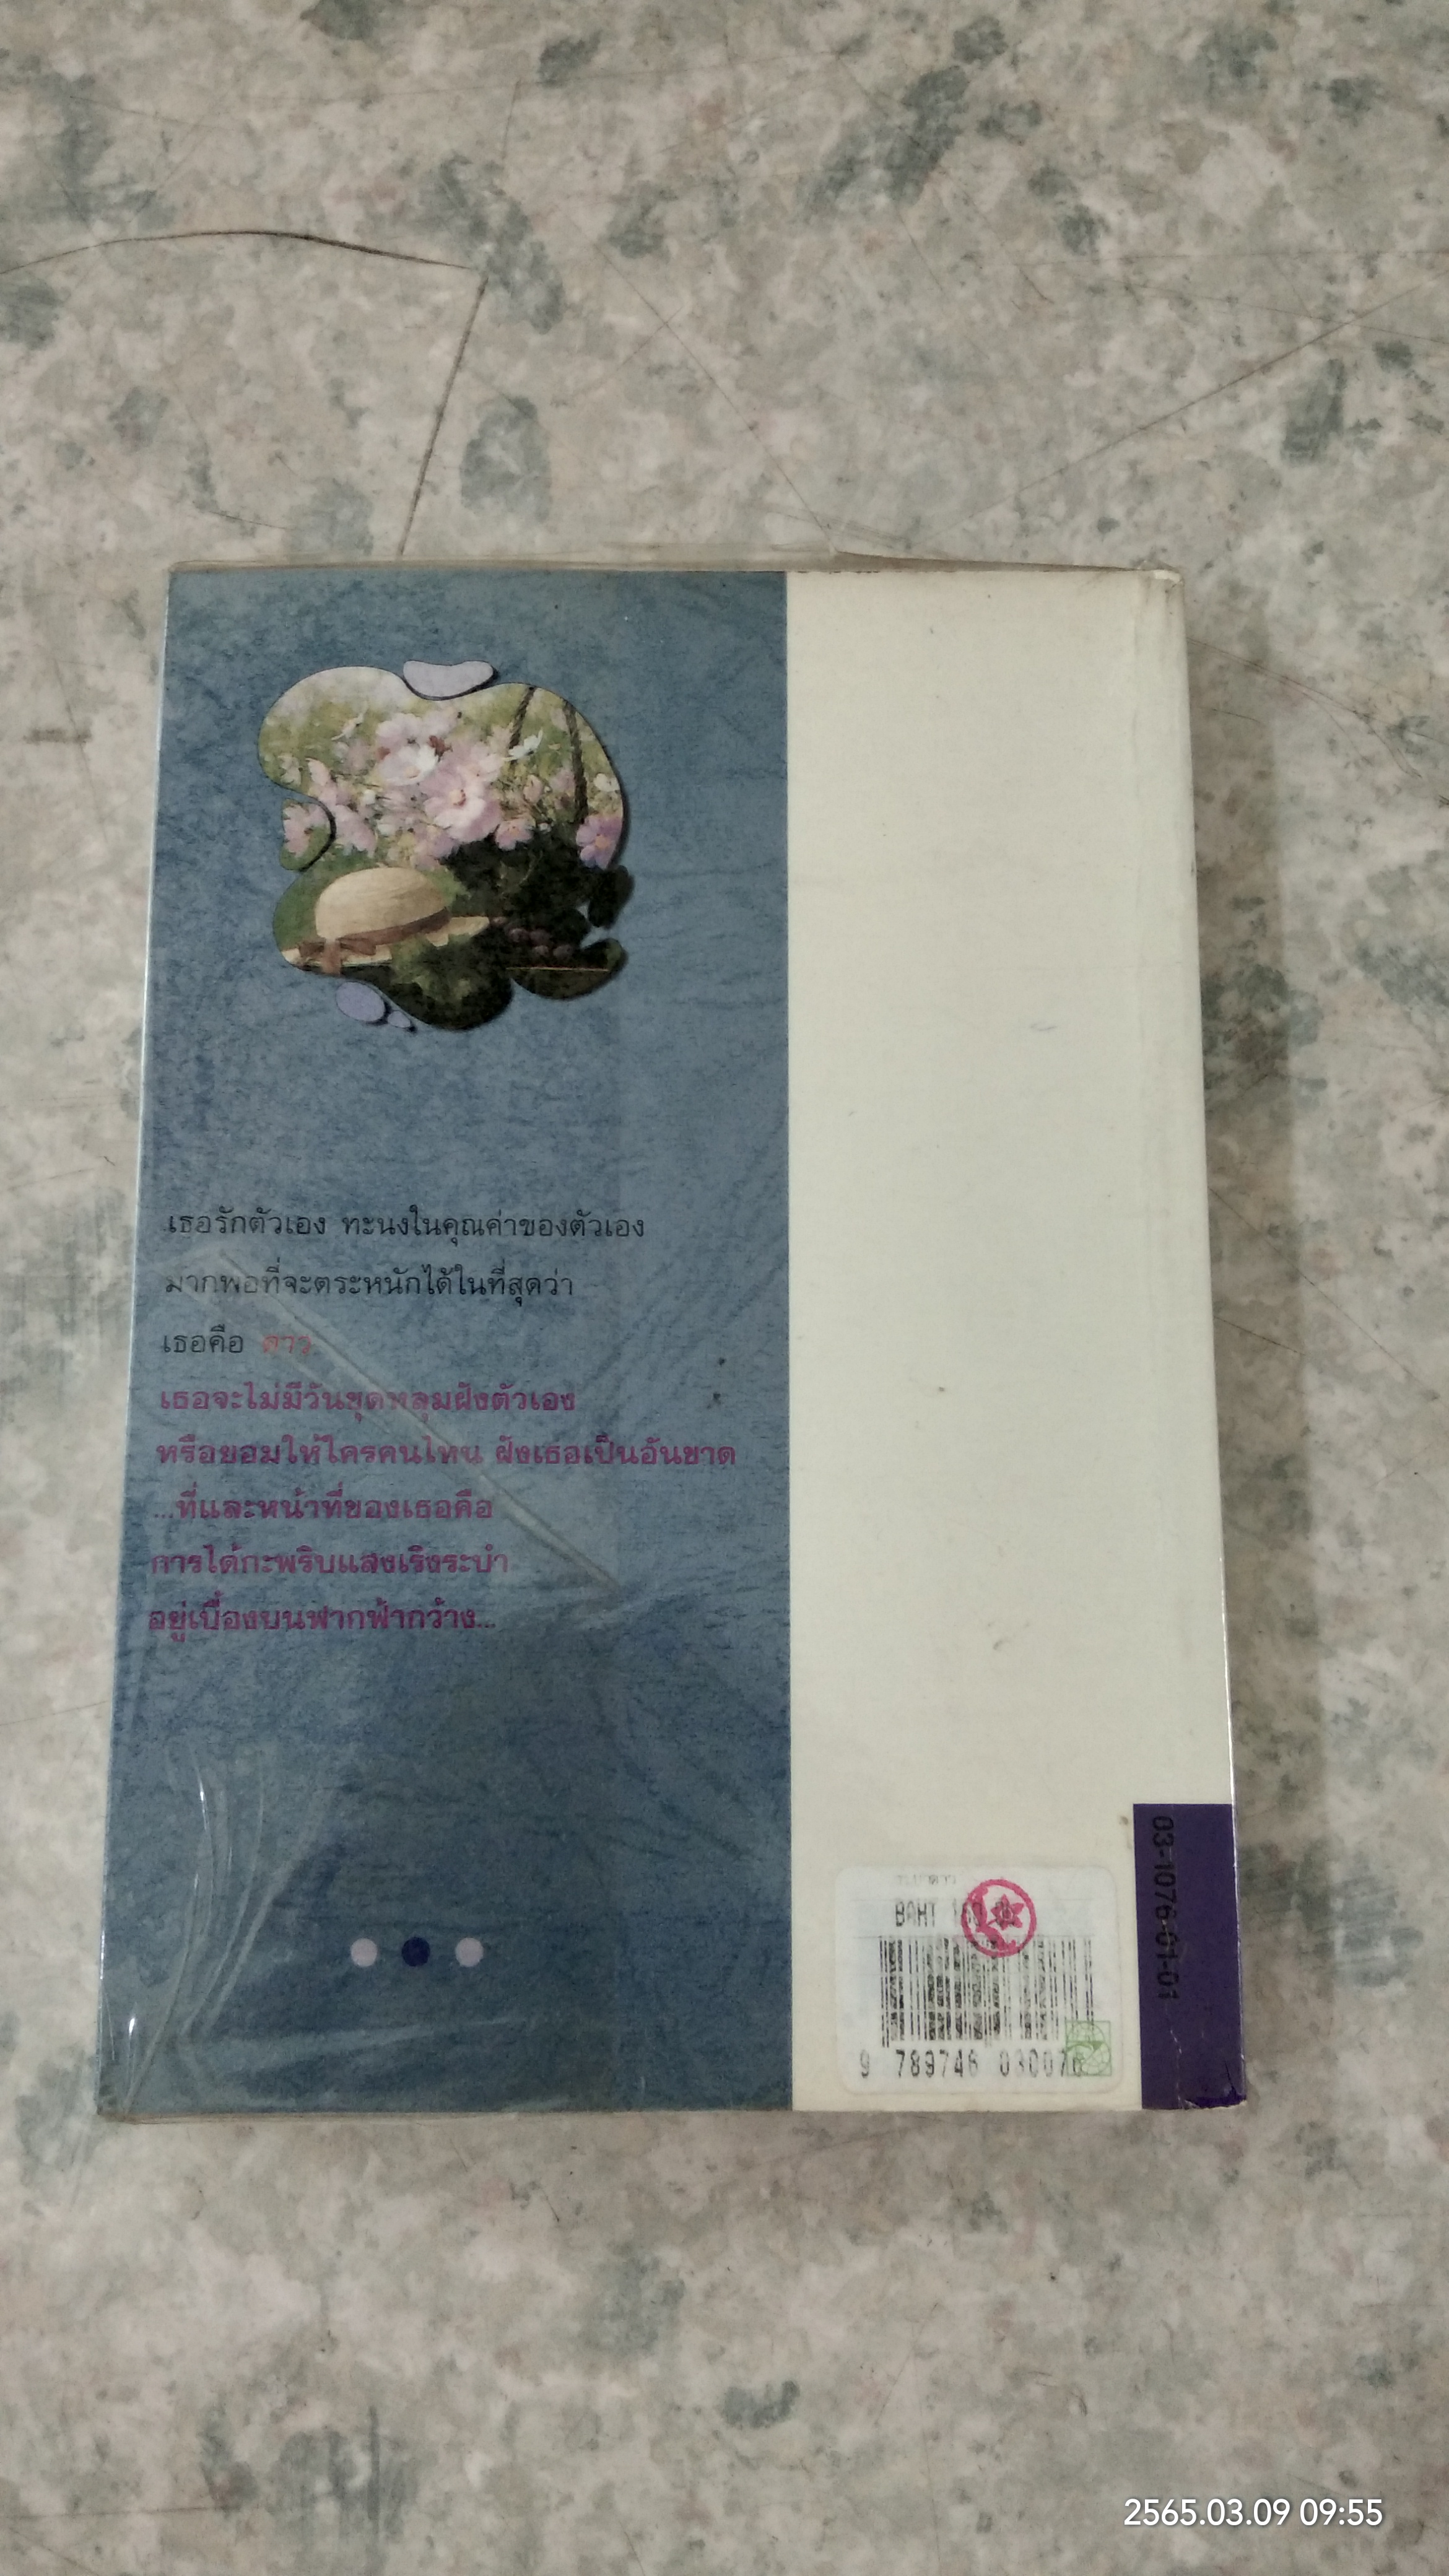 เธอรักตัวเอง ทะนงในคุณค่าของตัวเอง
มากพอที่จะตระหนักได้ในที่สุดว่า
เธอคือ ดาว
เธอจะไม่มีวันขุดหลุมฝังตัวเอง
หรือยอมให้ใครคนไหน ฝังเธอเป็นอันขาด
...ที่และหน้าที่ของเธอคือ
การได้กะพริบแสงเริงระบำ
อยู่เบื้องบนฟากฟ้ากว้าง...
BAHT
9 789746 030076
03-1076-01-01
2565.03.09 09:55